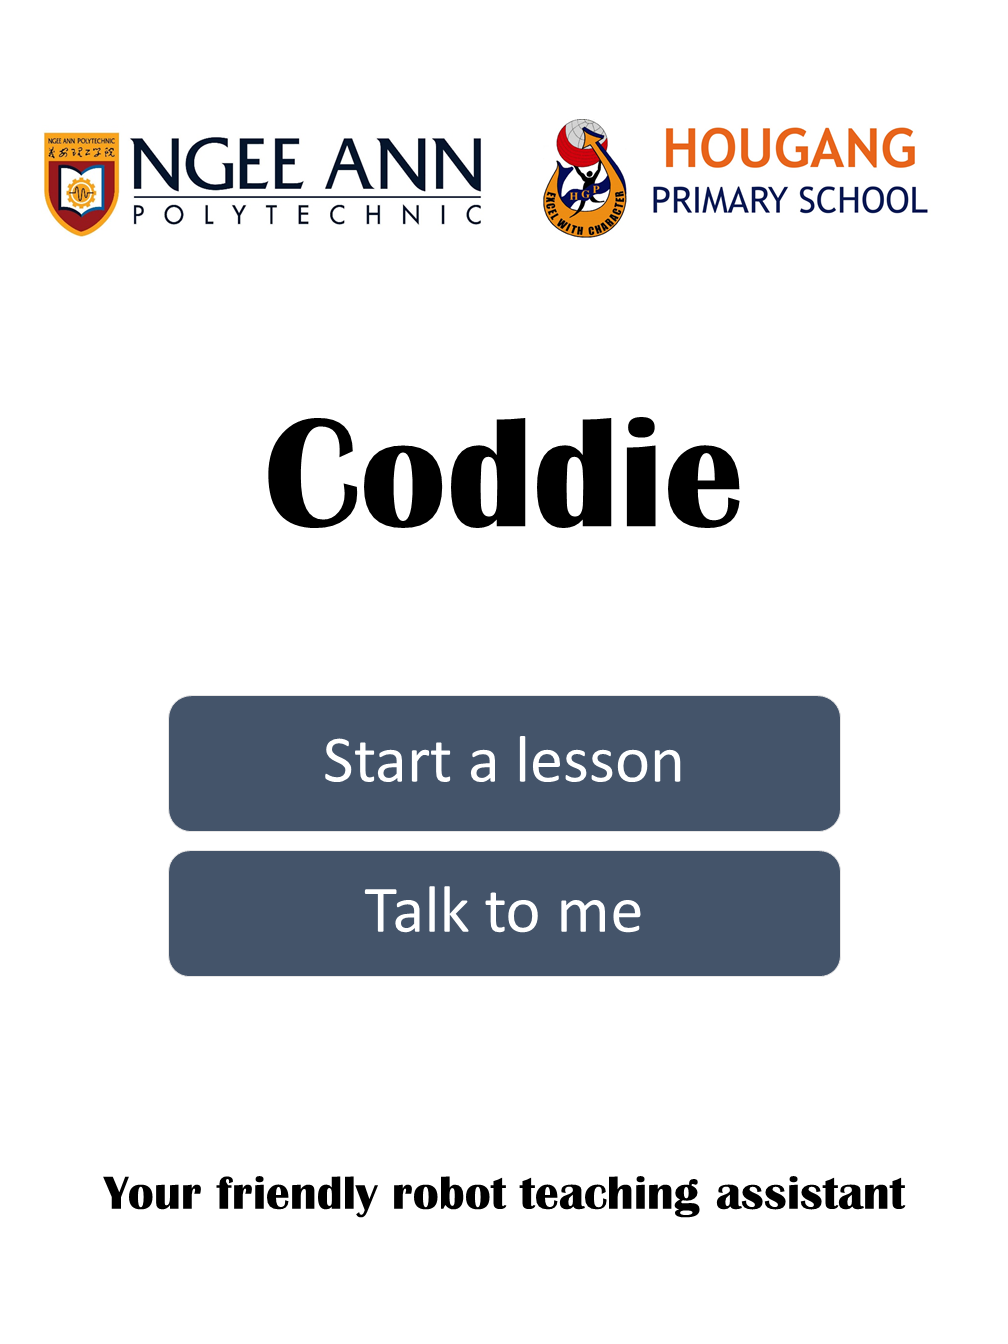 NGEE ANN POLYTECHNIC
NGEE ANN
POLYTECHNIC
HGP
EXCEL WITH CHARACTER
HOUGANG
PRIMARY SCHOOL
Coddie
Start a lesson
Talk to me
Your friendly robot teaching assistant